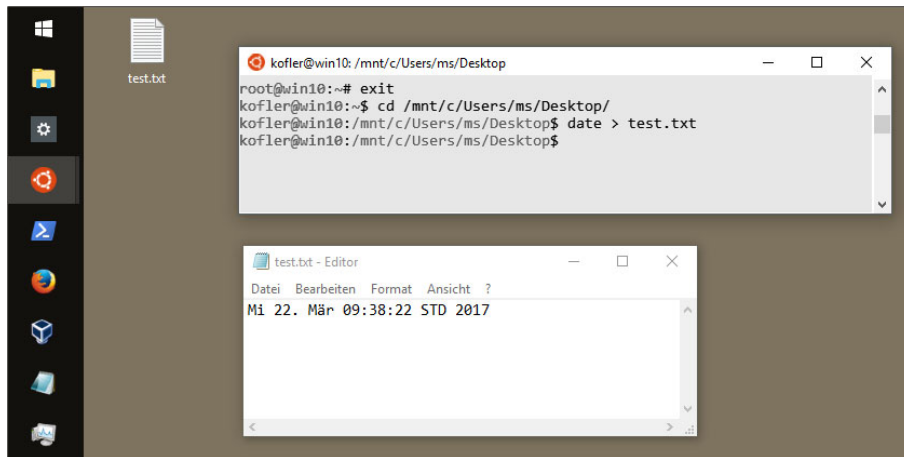 test.txt
kofler@win10: /mnt/c/Users/ms/Desktop
root@win10:~# exit
kofler@win10:~$ cd /mnt/c/Users/ms/Desktop/
kofler@win10:/mnt/c/Users/ms/Desktop$ date > test.txt
kofler@win10:/mnt/c/Users/ms/Desktop$
test.txt - Editor
Datei Bearbeiten Format Ansicht ?
Mi 22. Mär 09:38:22 STD 2017